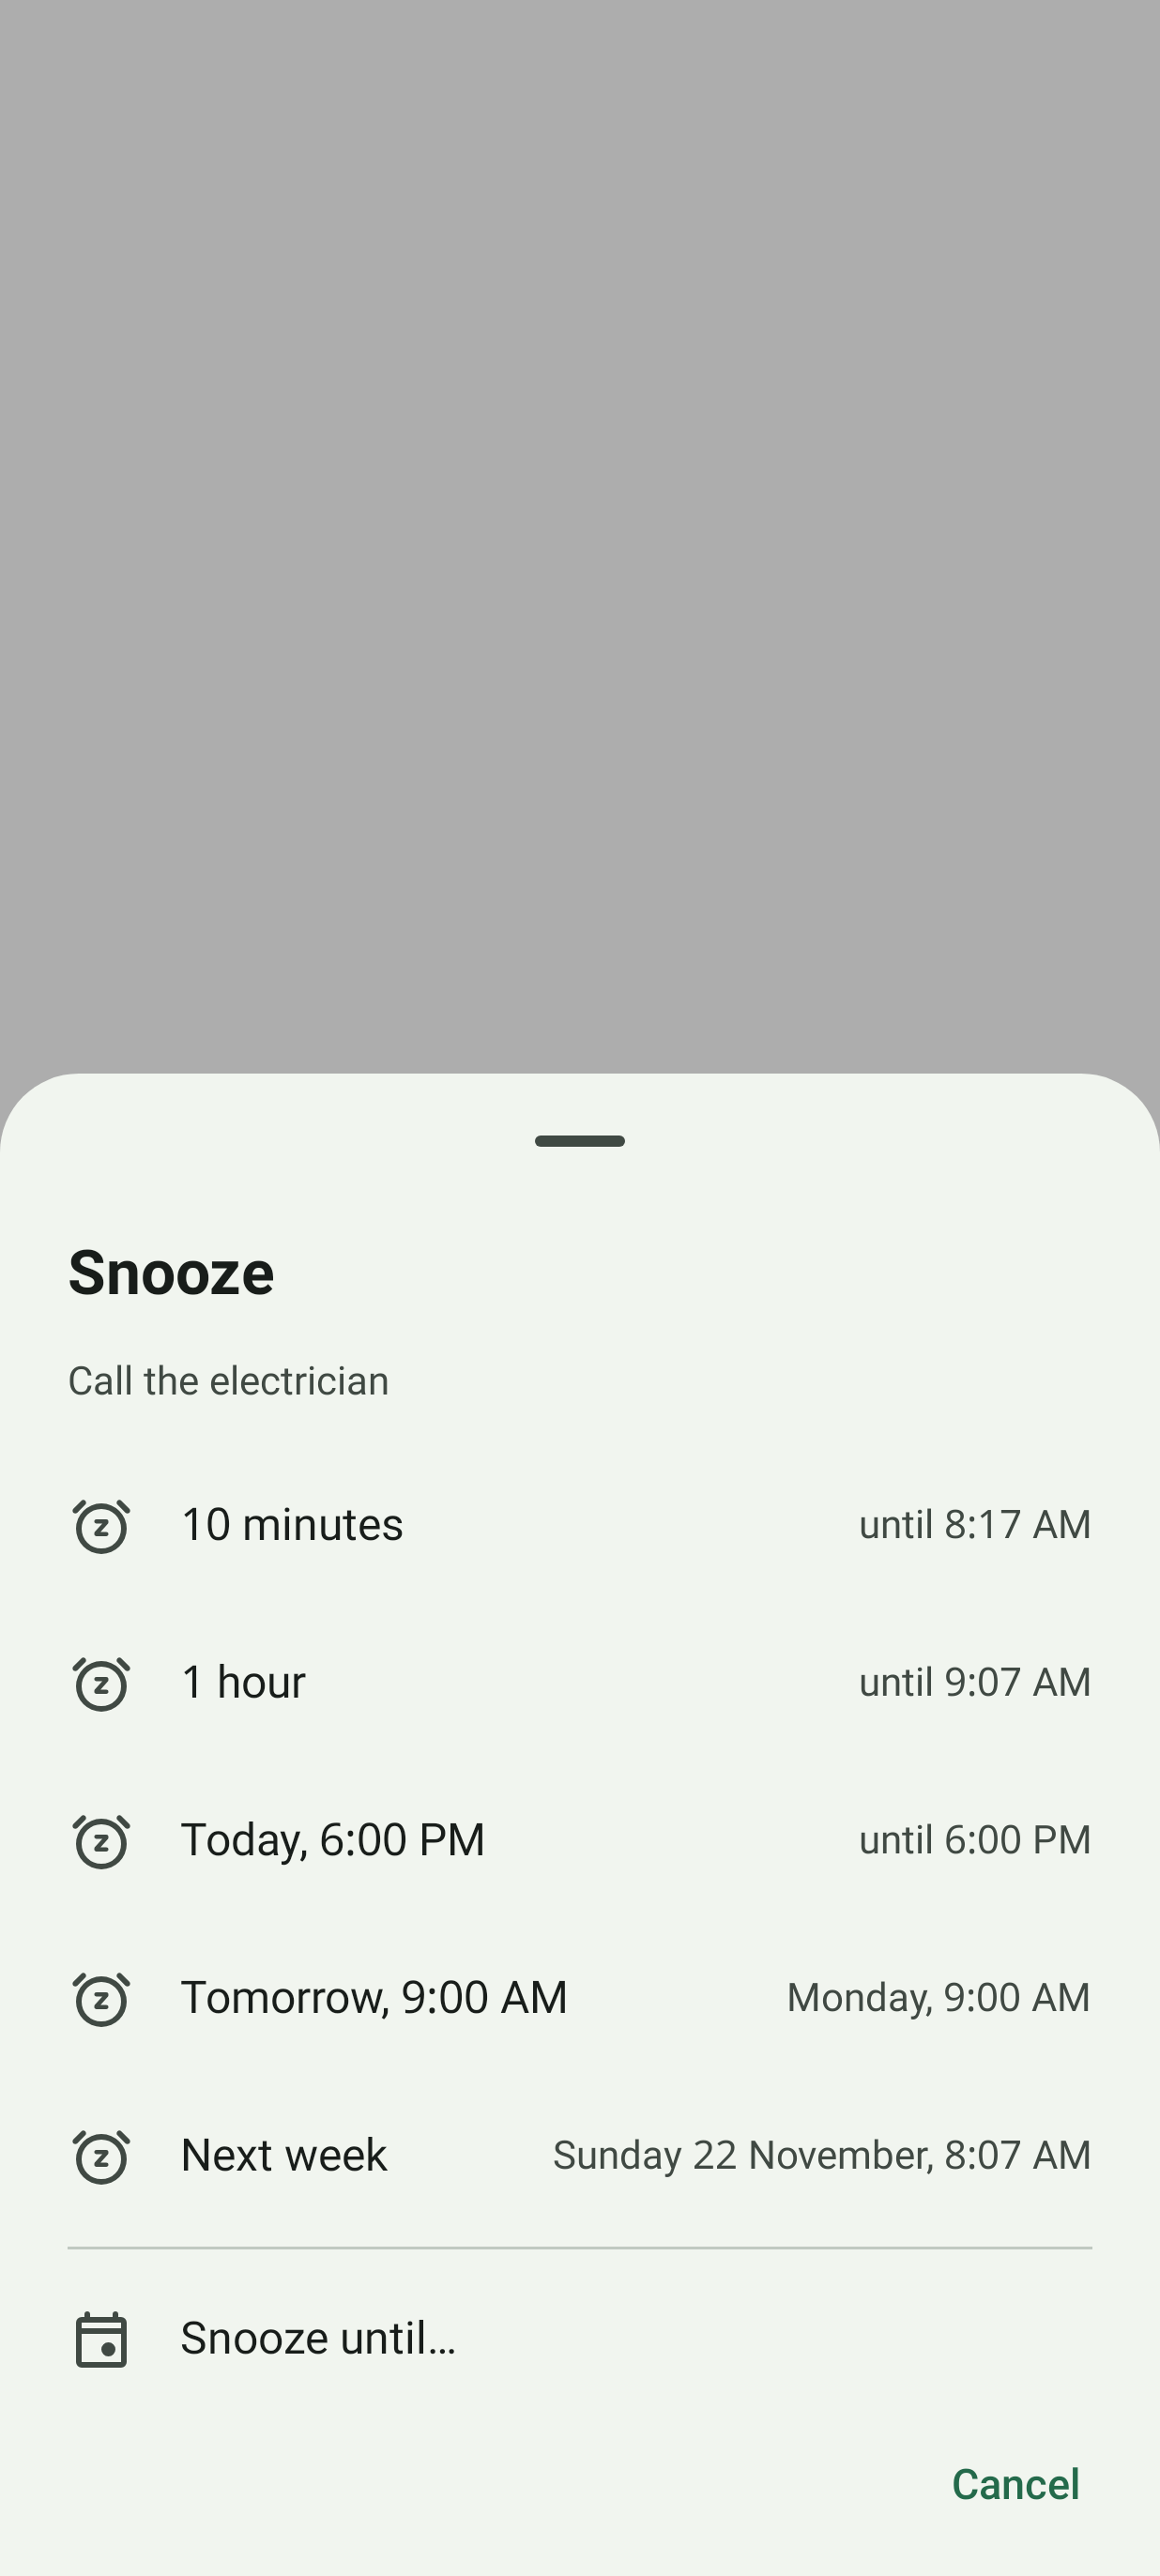 Snooze
Call the electrician
10 minutes until 8:17 AM
1 hour until 9:07 AM
Today, 6:00 PM until 6:00 PM
Tomorrow, 9:00 AM Monday, 9:00 AM
Next week Sunday 22 November, 8:07 AM
Snooze until…
Cancel